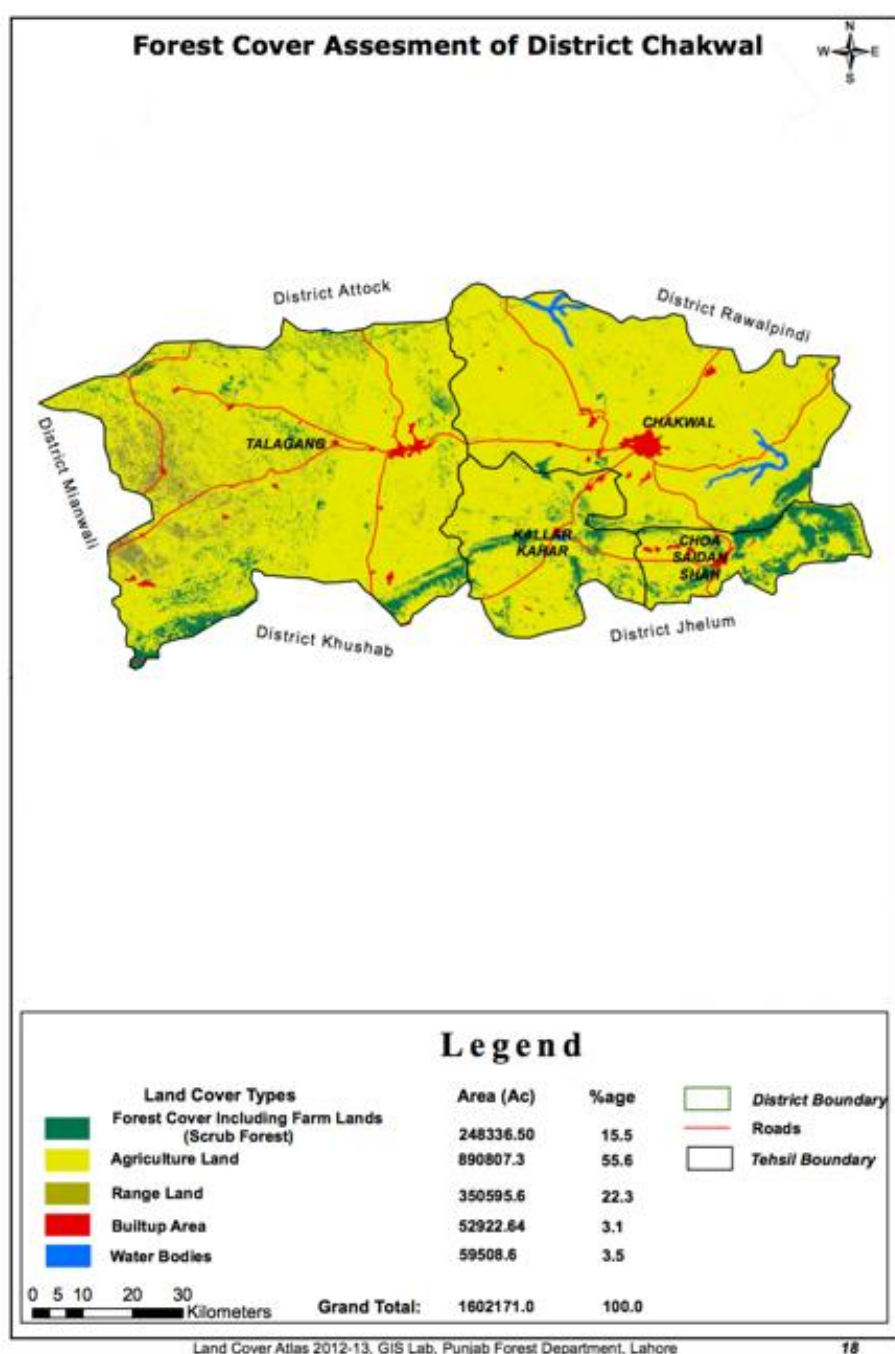 Forest Cover Assesment of District Chakwal
N
W E
S
District Attock
District Rawalpindi
District Mianwali
TALAGANG
CHAKWAL
KALLAR
KAHAR
CHOA
SAIDAN
SHAH
District Khushab
District Jhelum
Legend
Land Cover Types Area (Ac) %age
Forest Cover Including Farm Lands
(Scrub Forest) 248336.50 15.5
Agriculture Land 890807.3 55.6
Range Land 350595.6 22.3
Builtup Area 52922.64 3.1
Water Bodies 59508.6 3.5
District Boundary
Roads
Tehsil Boundary
0 5 10 20 30
Kilometers
Grand Total: 1602171.0 100.0
Land Cover Atlas 2012-13, GIS Lab, Punjab Forest Department, Lahore 18